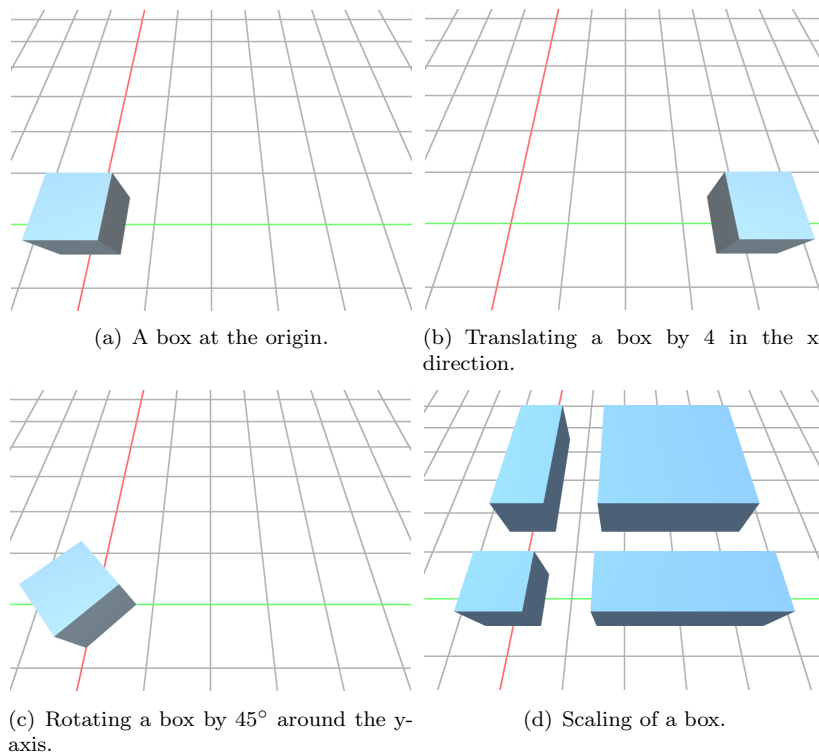 (a) A box at the origin.
(b) Translating a box by 4 in the x-
direction.
(c) Rotating a box by 45° around the y-
axis.
(d) Scaling of a box.